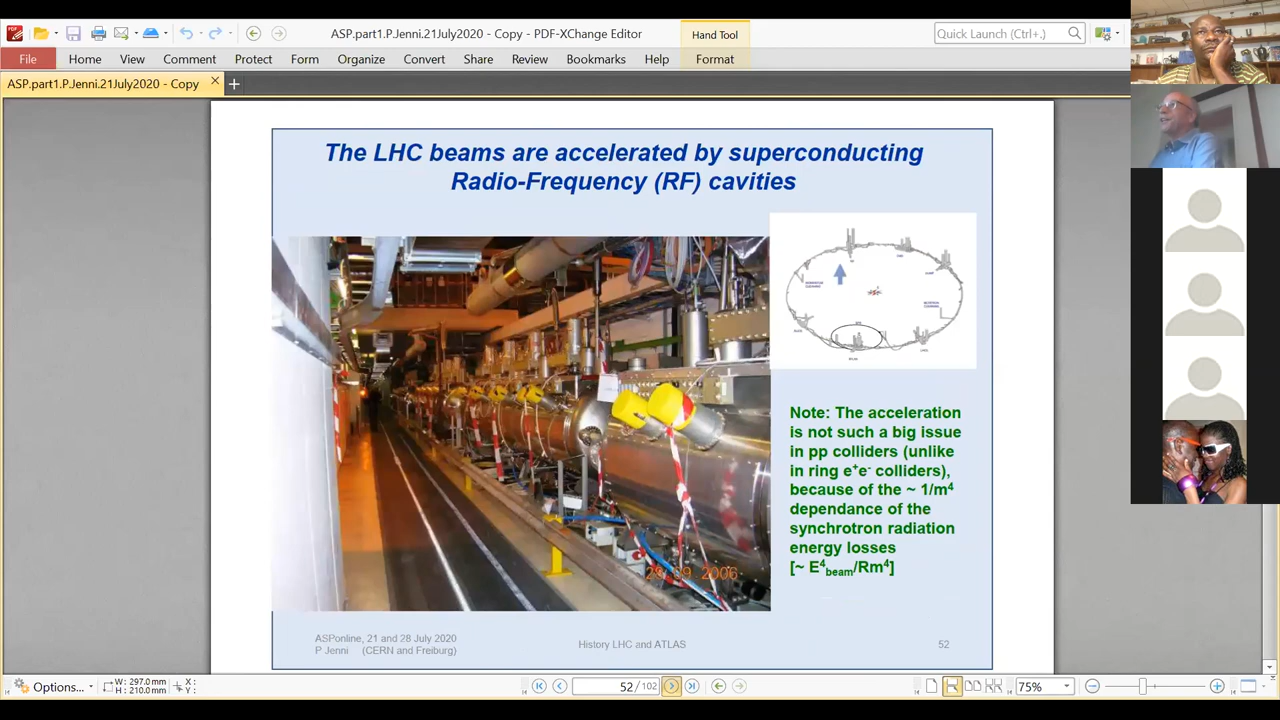 ASP.part1.P.Jenni.21July2020 - Copy - PDF-XChange Editor
Hand Tool
Quick Launch (Ctrl+.)
File Home View Comment Protect Form Organize Convert Share Review Bookmarks Help Format
ASP.part1.P.Jenni.21July2020 - Copy
The LHC beams are accelerated by superconducting
Radio-Frequency (RF) cavities
Note: The acceleration
is not such a big issue
in pp colliders (unlike
in ring e⁺e⁻ colliders),
because of the ~ 1/m⁴
dependance of the
synchrotron radiation
energy losses
[~ E⁴beam/Rm⁴]
ASPonline, 21 and 28 July 2020
P Jenni (CERN and Freiburg)
History LHC and ATLAS
52
Options...
W: 297.0mm
H: 210.0mm
X:
Y:
52 / 102
75%